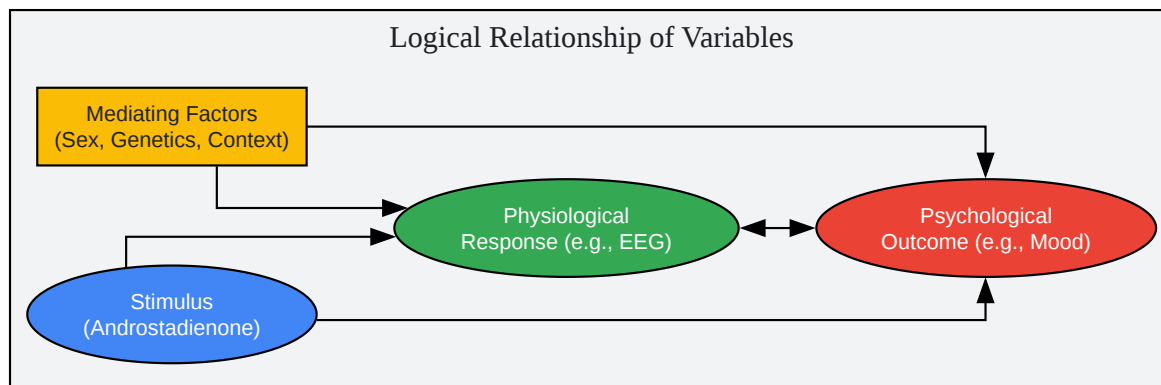 Logical Relationship of Variables
Mediating Factors
(Sex, Genetics, Context)
Physiological
Response (e.g., EEG)
Psychological
Outcome (e.g., Mood)
Stimulus
(Androstadienone)